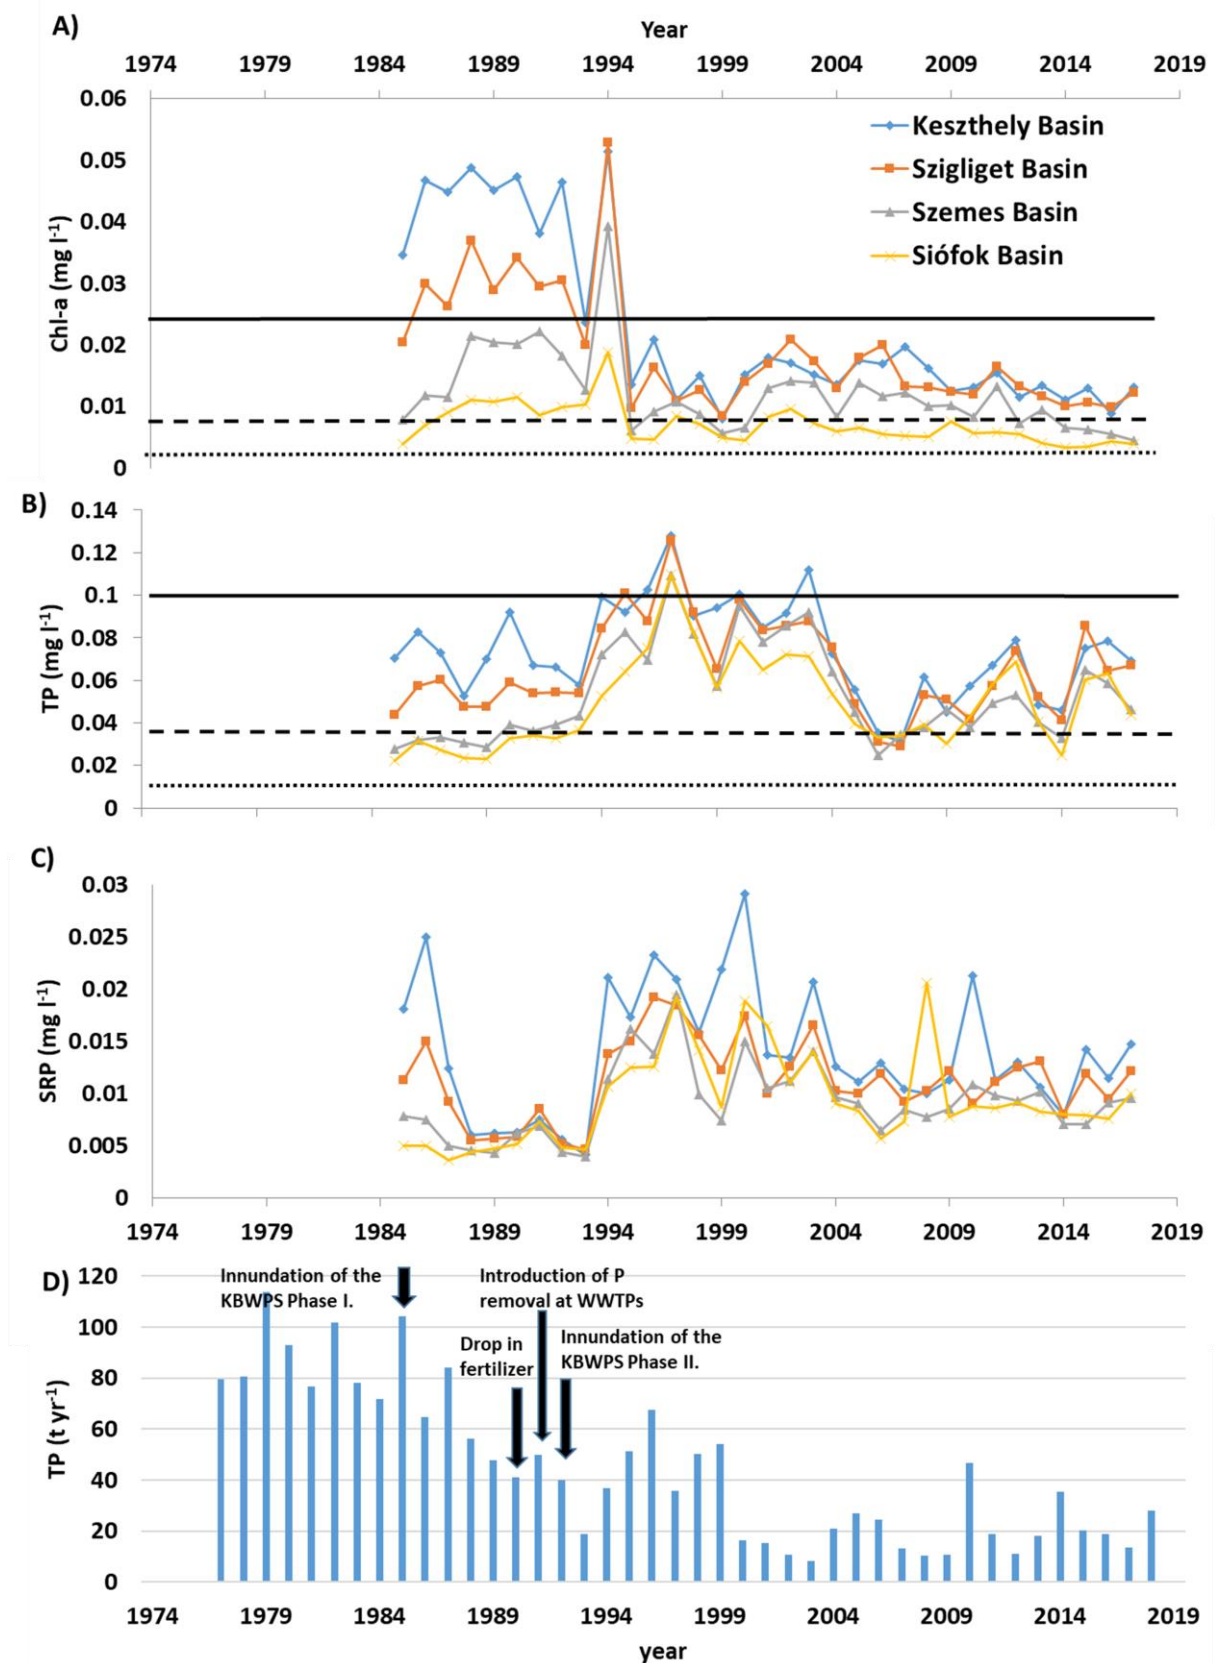 A)
Year
1974 1979 1984 1989 1994 1999 2004 2009 2014 2019
0.06
0.05
0.04
0.03
0.02
0.01
0
Chl-a (mg l-1)
Keszthely Basin
Szigliget Basin
Szemes Basin
Siófok Basin
B)
0.14
0.12
0.1
0.08
0.06
0.04
0.02
0
TP (mg l-1)
C)
0.03
0.025
0.02
0.015
0.01
0.005
0
SRP (mg l-1)
1974 1979 1984 1989 1994 1999 2004 2009 2014 2019
D)
120
100
80
60
40
20
0
TP (t yr-1)
Innundation of the
KBWPS Phase I.
Introduction of P
removal at WWTPs
Drop in
fertilizer
Innundation of the
KBWPS Phase II.
1974 1979 1984 1989 1994 1999 2004 2009 2014 2019
year